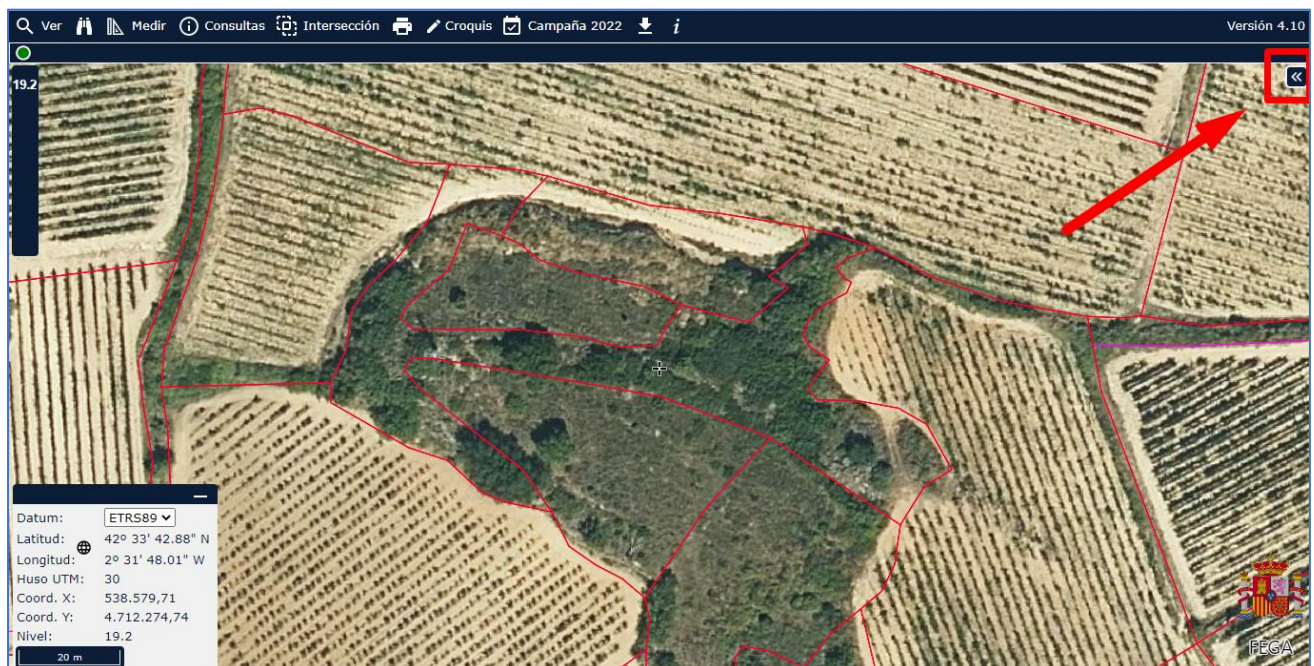 Ver Medir Consultas Intersección Croquis Campaña 2022 i Versión 4.10
19.2
Datum: ETRS89
Latitud: 42º 33' 42.88" N
Longitud: 2º 31' 48.01" W
Huso UTM: 30
Coord. X: 538.579,71
Coord. Y: 4.712.274,74
Nivel: 19.2
20 m
FEGA